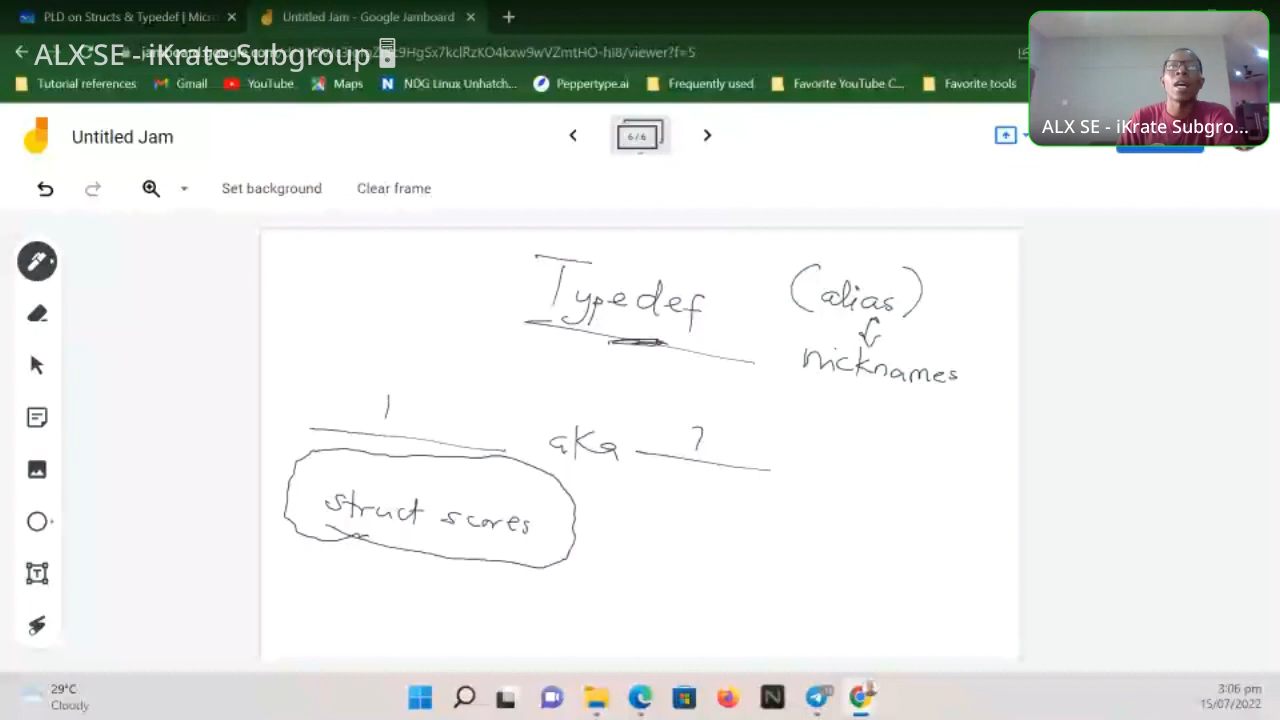 PLD on Structs & Typedef | Micro
Untitled Jam - Google Jamboard
ALX SE - iKrate Subgroup
Tutorial references
Gmail
YouTube
Maps
NDG Linux Unhatch...
Peppertype.ai
Frequently used
Favorite YouTube C...
Favorite tools
ALX SE - iKrate Subgro...
Untitled Jam
6 / 6
Set background
Clear frame
Typedef
(alias)
nicknames
1
aka
?
struct scores
29°C
Cloudy
3:06 pm
15/07/2022